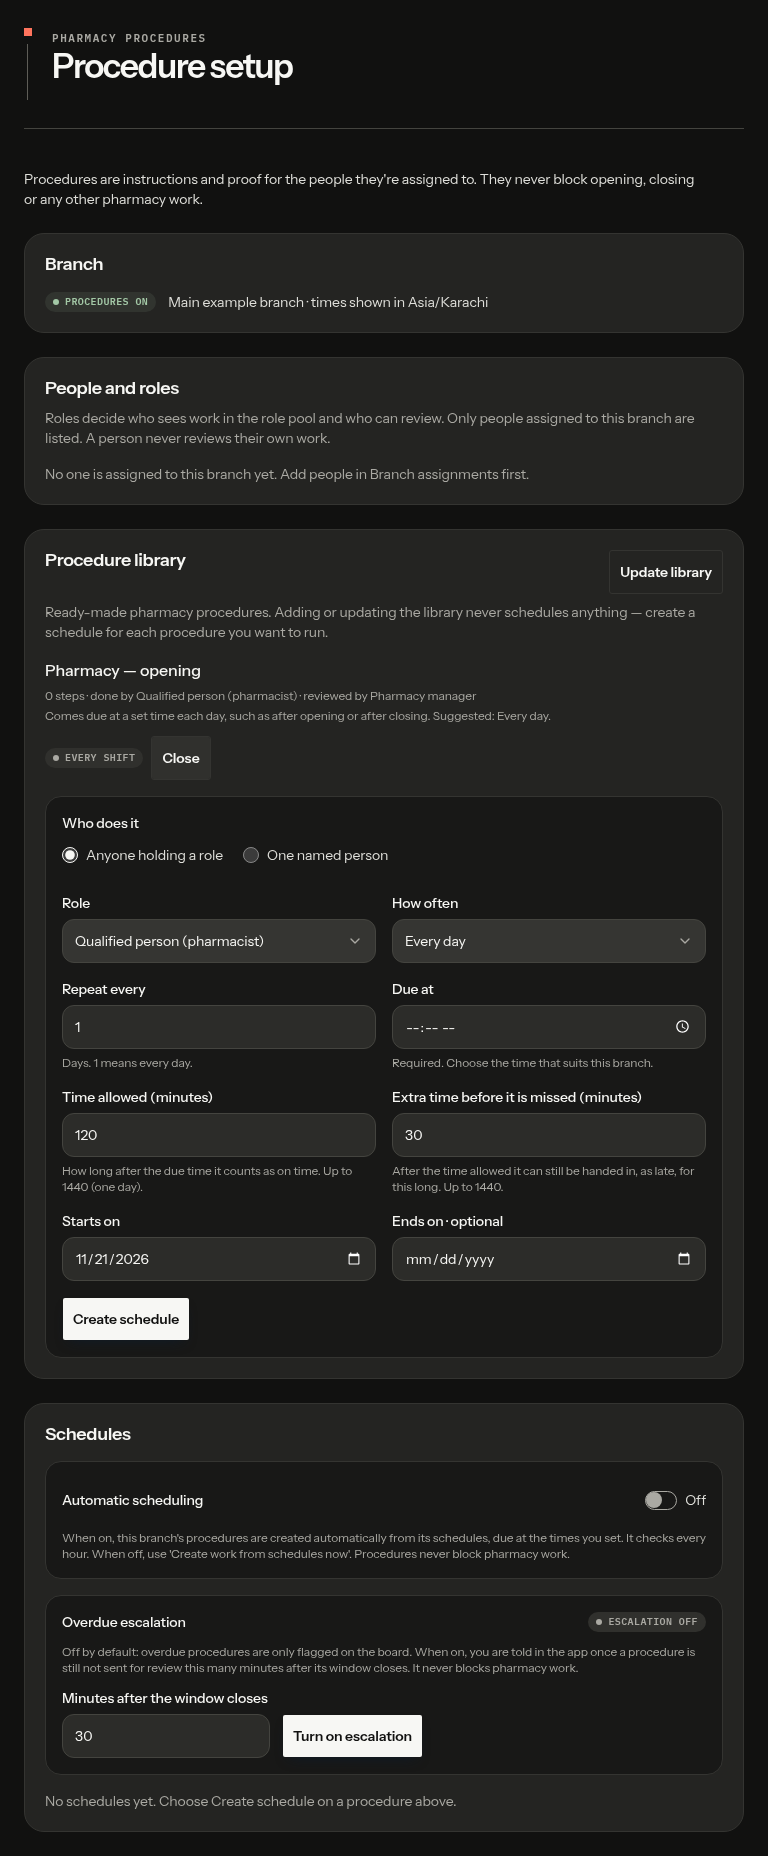 PHARMACY PROCEDURES
Procedure setup
Procedures are instructions and proof for the people they're assigned to. They never block opening, closing
or any other pharmacy work.
Branch
PROCEDURES ON
Main example branch · times shown in Asia/Karachi
People and roles
Roles decide who sees work in the role pool and who can review. Only people assigned to this branch are
listed. A person never reviews their own work.
No one is assigned to this branch yet. Add people in Branch assignments first.
Procedure library
Update library
Ready-made pharmacy procedures. Adding or updating the library never schedules anything — create a
schedule for each procedure you want to run.
Pharmacy — opening
0 steps · done by Qualified person (pharmacist) · reviewed by Pharmacy manager
Comes due at a set time each day, such as after opening or after closing. Suggested: Every day.
EVERY SHIFT
Close
Who does it
Anyone holding a role
One named person
Role
How often
Qualified person (pharmacist)
Every day
Repeat every
Due at
1
--:-- --
Days. 1 means every day.
Required. Choose the time that suits this branch.
Time allowed (minutes)
Extra time before it is missed (minutes)
120
30
How long after the due time it counts as on time. Up to
1440 (one day).
After the time allowed it can still be handed in, as late, for
this long. Up to 1440.
Starts on
Ends on · optional
11/21/2026
mm/dd/yyyy
Create schedule
Schedules
Automatic scheduling
Off
When on, this branch's procedures are created automatically from its schedules, due at the times you set. It checks every
hour. When off, use 'Create work from schedules now'. Procedures never block pharmacy work.
Overdue escalation
ESCALATION OFF
Off by default: overdue procedures are only flagged on the board. When on, you are told in the app once a procedure is
still not sent for review this many minutes after its window closes. It never blocks pharmacy work.
Minutes after the window closes
30
Turn on escalation
No schedules yet. Choose Create schedule on a procedure above.